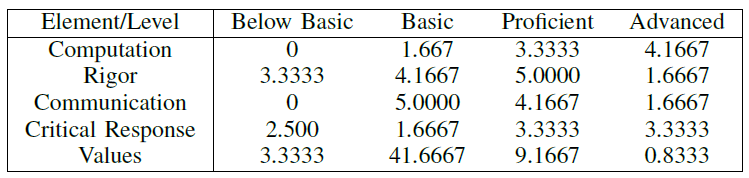 Element/Level Below Basic Basic Proficient Advanced
Computation 0 1.667 3.3333 4.1667
Rigor 3.3333 4.1667 5.0000 1.6667
Communication 0 5.0000 4.1667 1.6667
Critical Response 2.500 1.6667 3.3333 3.3333
Values 3.3333 41.6667 9.1667 0.8333